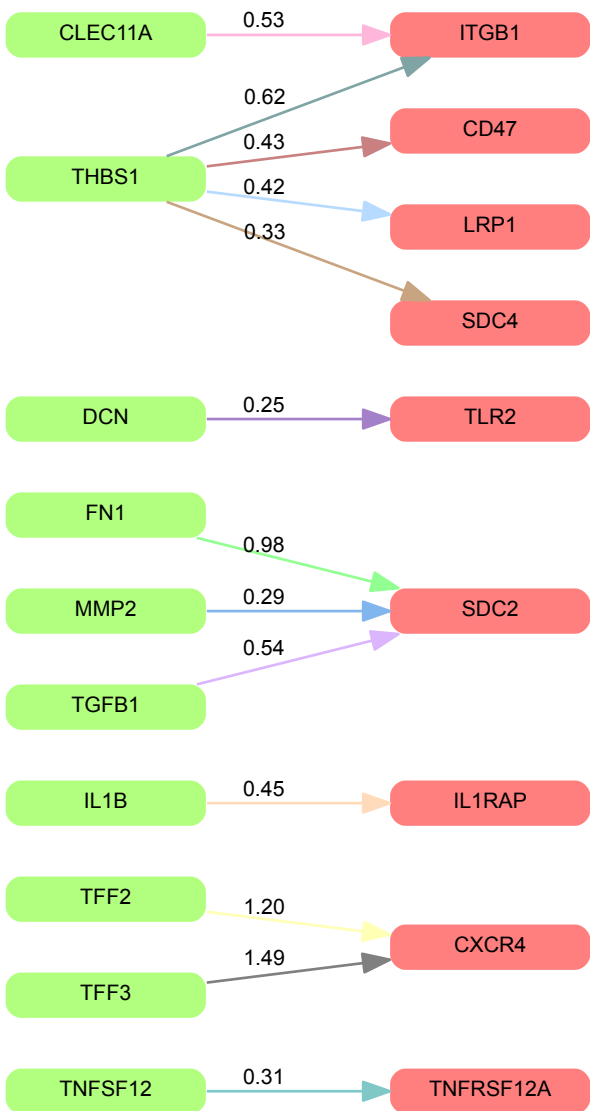 CLEC11A 0.53 ITGB1
0.62
CD47
0.43
THBS1
0.42
LRP1
0.33
SDC4
DCN 0.25 TLR2
FN1
0.98
MMP2 0.29 SDC2
0.54
TGFB1
IL1B 0.45 IL1RAP
TFF2
1.20
CXCR4
1.49
TFF3
TNFSF12 0.31 TNFRSF12A